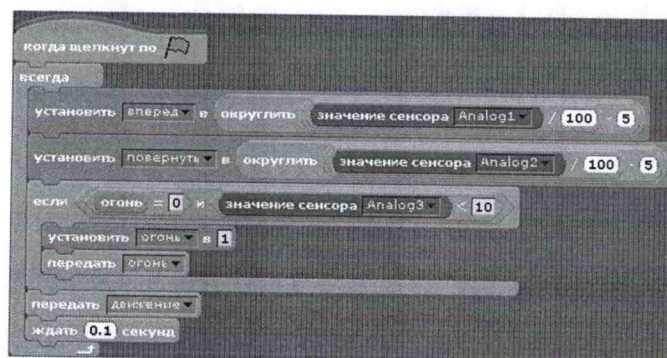 когда щелкнут по
всегда
установить вперед в округлить значение сенсора Analog1 / 100 - 5
установить повернуть в округлить значение сенсора Analog2 / 100 - 5
если огонь = 0 и значение сенсора Analog3 < 10
установить огонь в 1
передать огонь
передать движение
ждать 0.1 секунд